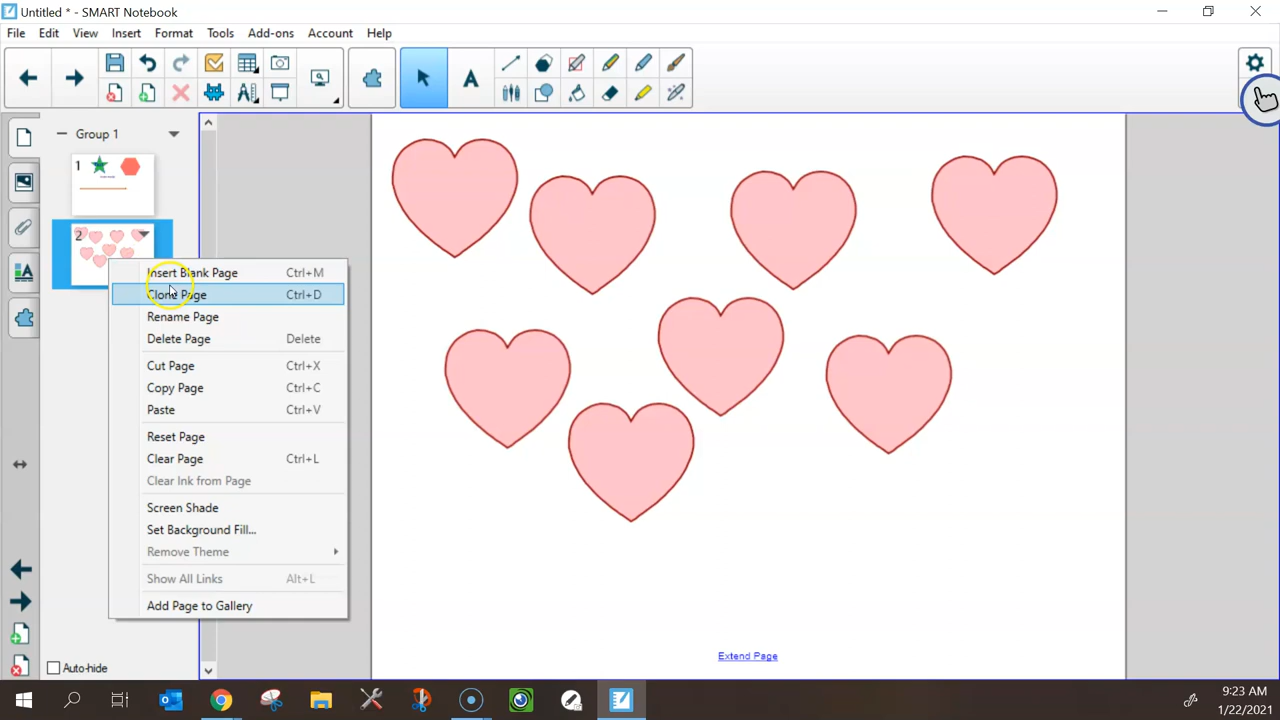 Untitled * - SMART Notebook
File Edit View Insert Format Tools Add-ons Account Help
Group 1
1
2
Insert Blank Page Ctrl+M
Clone Page Ctrl+D
Rename Page
Delete Page Delete
Cut Page Ctrl+X
Copy Page Ctrl+C
Paste Ctrl+V
Reset Page
Clear Page Ctrl+L
Clear Ink from Page
Screen Shade
Set Background Fill...
Remove Theme
Show All Links Alt+L
Add Page to Gallery
Extend Page
Auto-hide
9:23 AM
1/22/2021